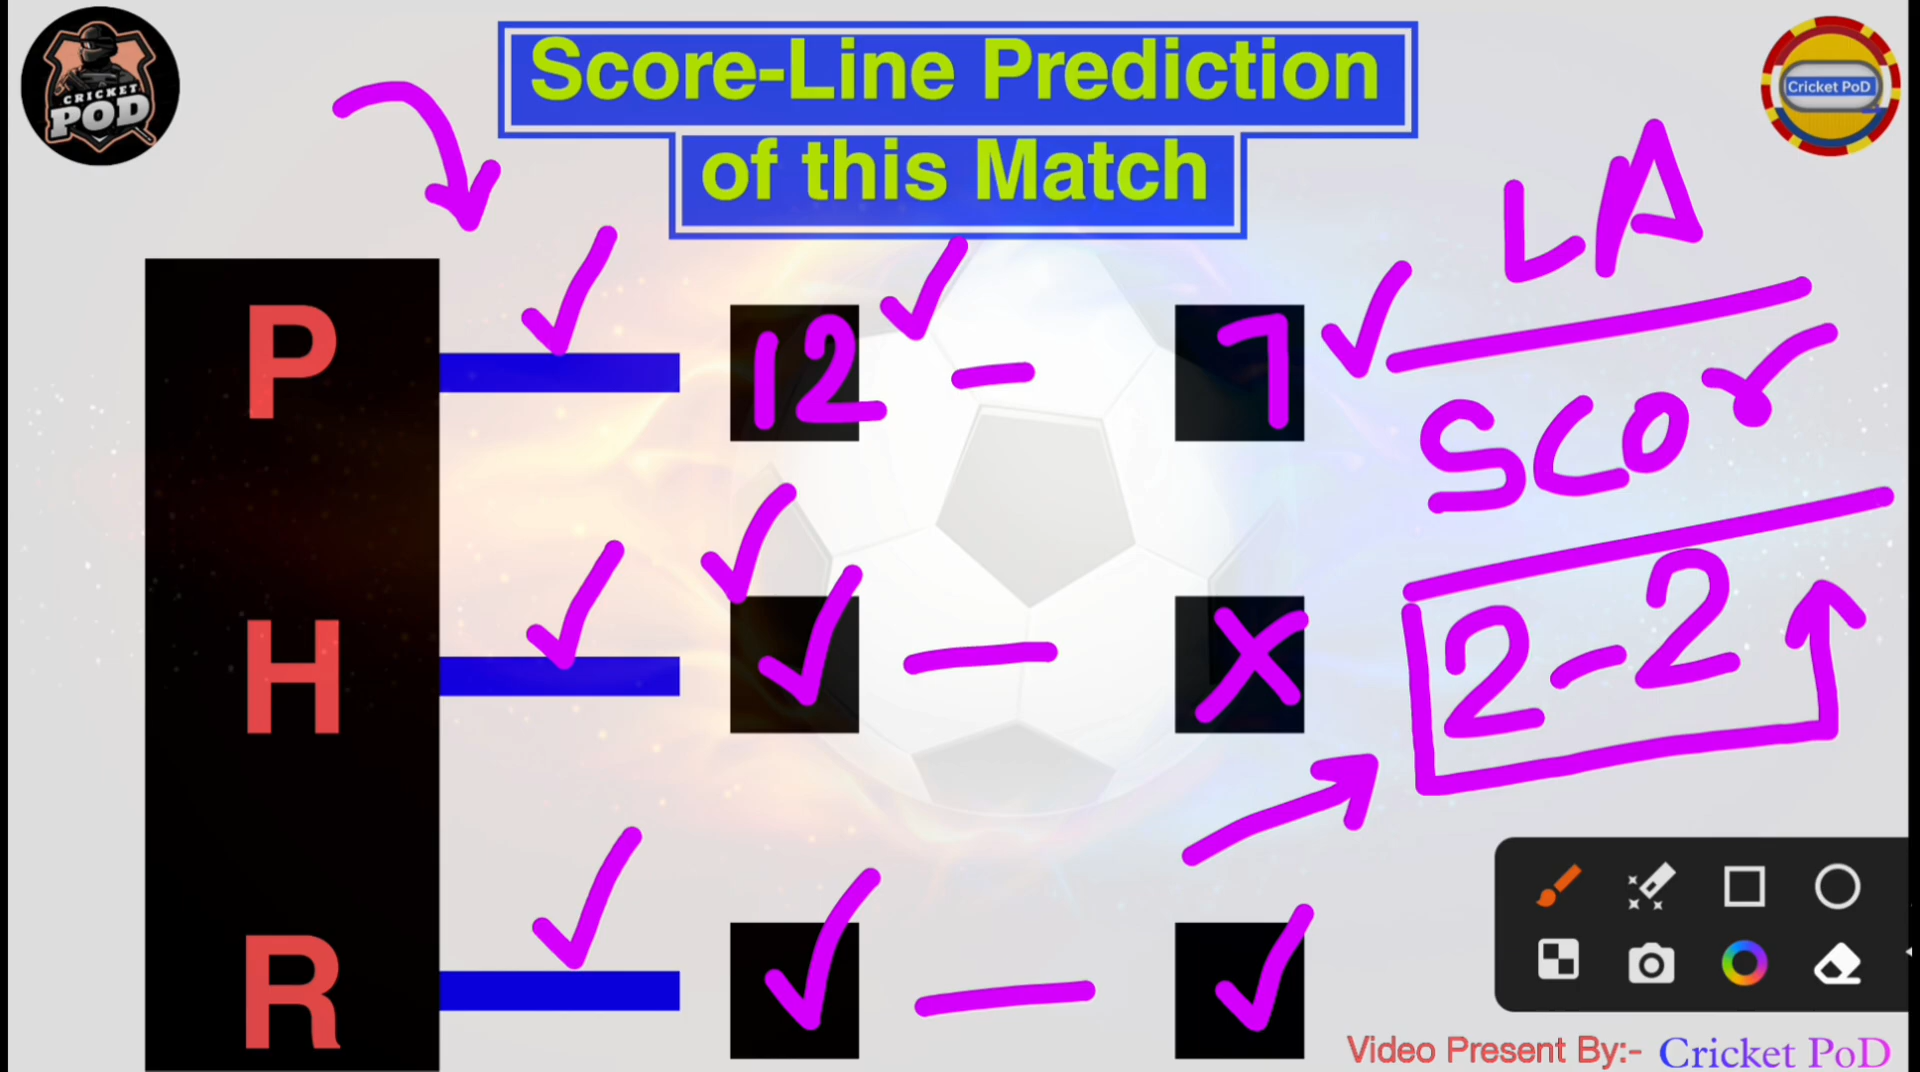 CRICKET
POD
Score-Line Prediction
of this Match
Cricket PoD
LA
P
12 - 7
SCOr
H
X
2-2
R
Video Present By:- Cricket PoD